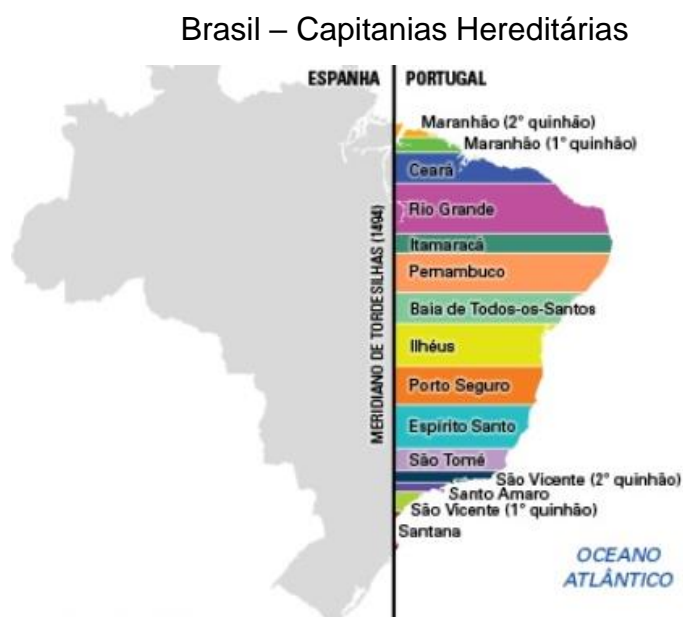 Brasil – Capitanias Hereditárias
ESPANHA
PORTUGAL
MERIDIANO DE TORDESILHAS (1494)
Maranhão (2° quinhão)
Maranhão (1° quinhão)
Ceará
Rio Grande
Itamaracá
Pernambuco
Baia de Todos-os-Santos
Ilhéus
Porto Seguro
Espírito Santo
São Tomé
São Vicente (2° quinhão)
Santo Amaro
São Vicente (1° quinhão)
Santana
OCEANO
ATLÂNTICO